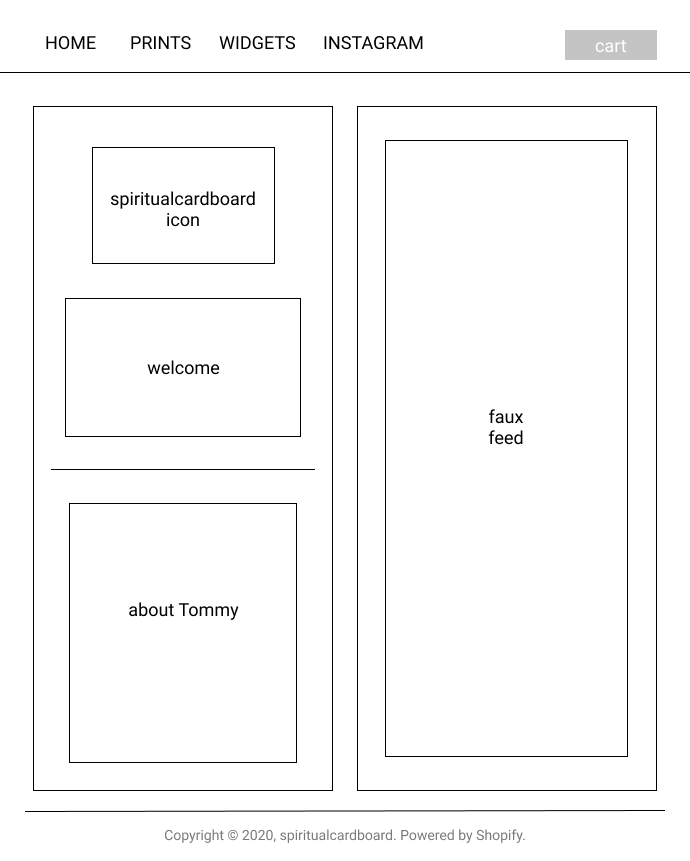 HOME PRINTS WIDGETS INSTAGRAM cart
spiritualcardboard
icon
welcome
about Tommy
faux
feed
Copyright © 2020, spiritualcardboard. Powered by Shopify.